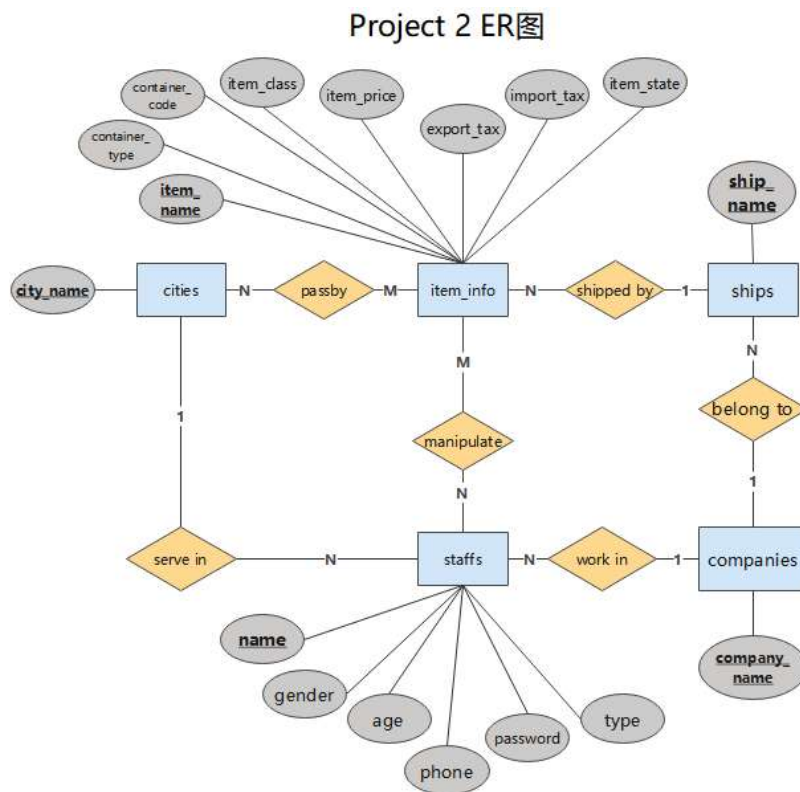 Project 2 ER图
container_
code
item_class
item_price
export_tax
import_tax
item_state
container_
type
item_
name
ship_
name
city_name
cities
N
passby
M
item_info
N
shipped by
1
ships
M
N
1
manipulate
belong to
N
1
serve in
N
staffs
N
work in
1
companies
name
gender
age
phone
password
type
company_
name